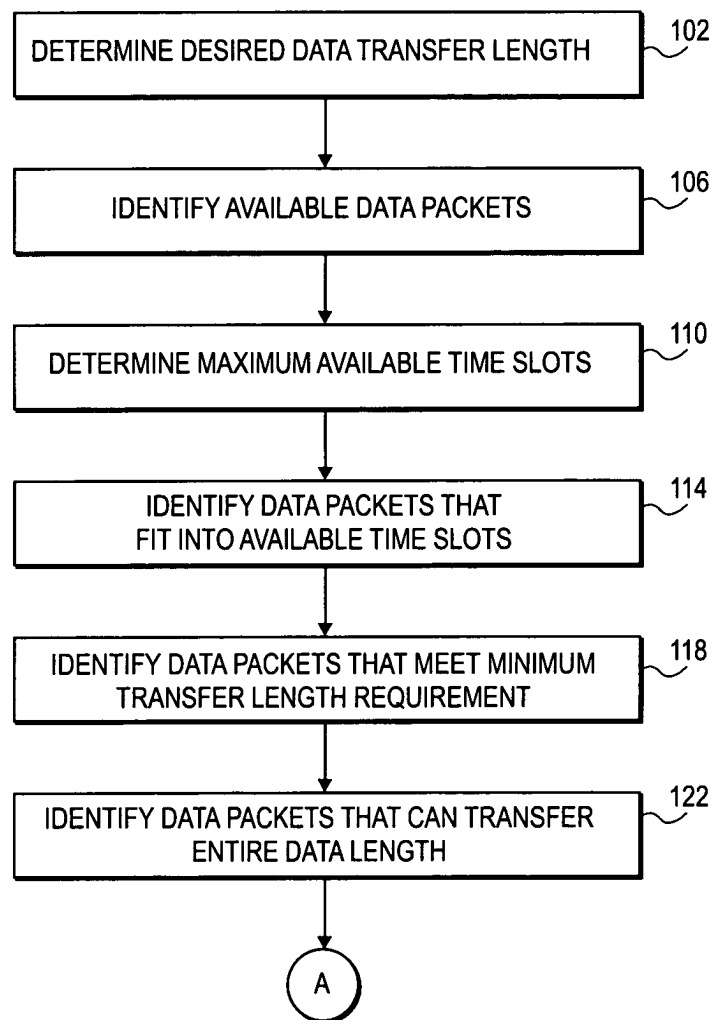 DETERMINE DESIRED DATA TRANSFER LENGTH
102
IDENTIFY AVAILABLE DATA PACKETS
106
DETERMINE MAXIMUM AVAILABLE TIME SLOTS
110
IDENTIFY DATA PACKETS THAT
FIT INTO AVAILABLE TIME SLOTS
114
IDENTIFY DATA PACKETS THAT MEET MINIMUM
TRANSFER LENGTH REQUIREMENT
118
IDENTIFY DATA PACKETS THAT CAN TRANSFER
ENTIRE DATA LENGTH
122
A